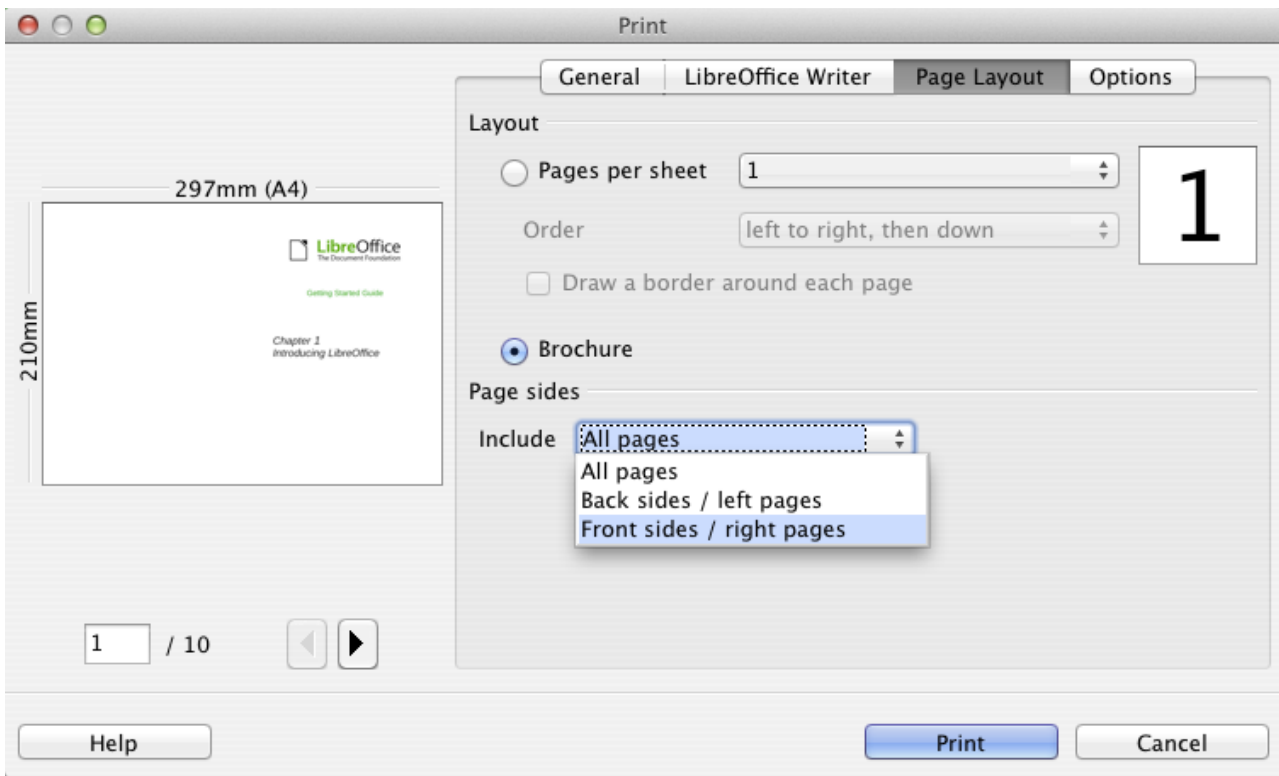 Print
General
LibreOffice Writer
Page Layout
Options
Layout
Pages per sheet
1
1
Order
left to right, then down
Draw a border around each page
Brochure
Page sides
Include
All pages
All pages
Back sides / left pages
Front sides / right pages
297mm (A4)
210mm
LibreOffice
The Document Foundation
Getting Started Guide
Chapter 1
Introducing LibreOffice
1 / 10
Help
Print
Cancel